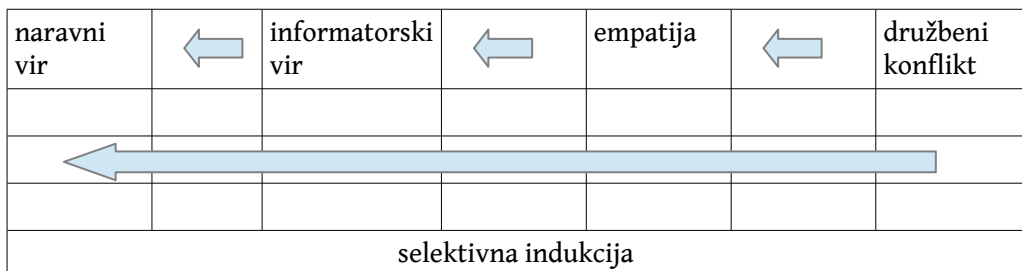 naravni
vir
informatorski
vir
empatija
družbeni
konflikt
selektivna indukcija